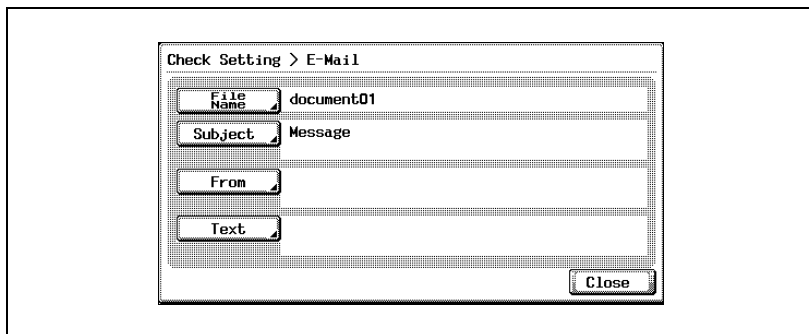 Check Setting > E-Mail
File Name document01
Subject Message
From
Text
Close